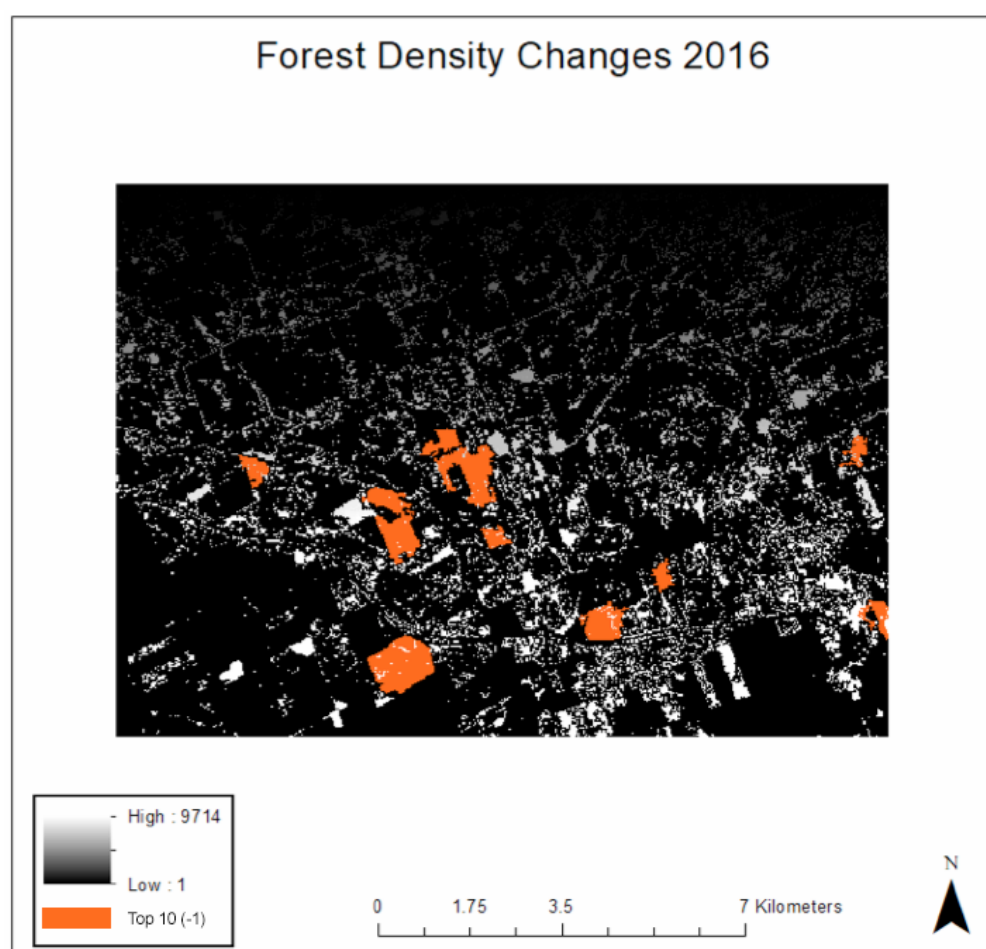 Forest Density Changes 2016
High : 9714
Low : 1
Top 10 (-1)
0 1.75 3.5 7 Kilometers
N